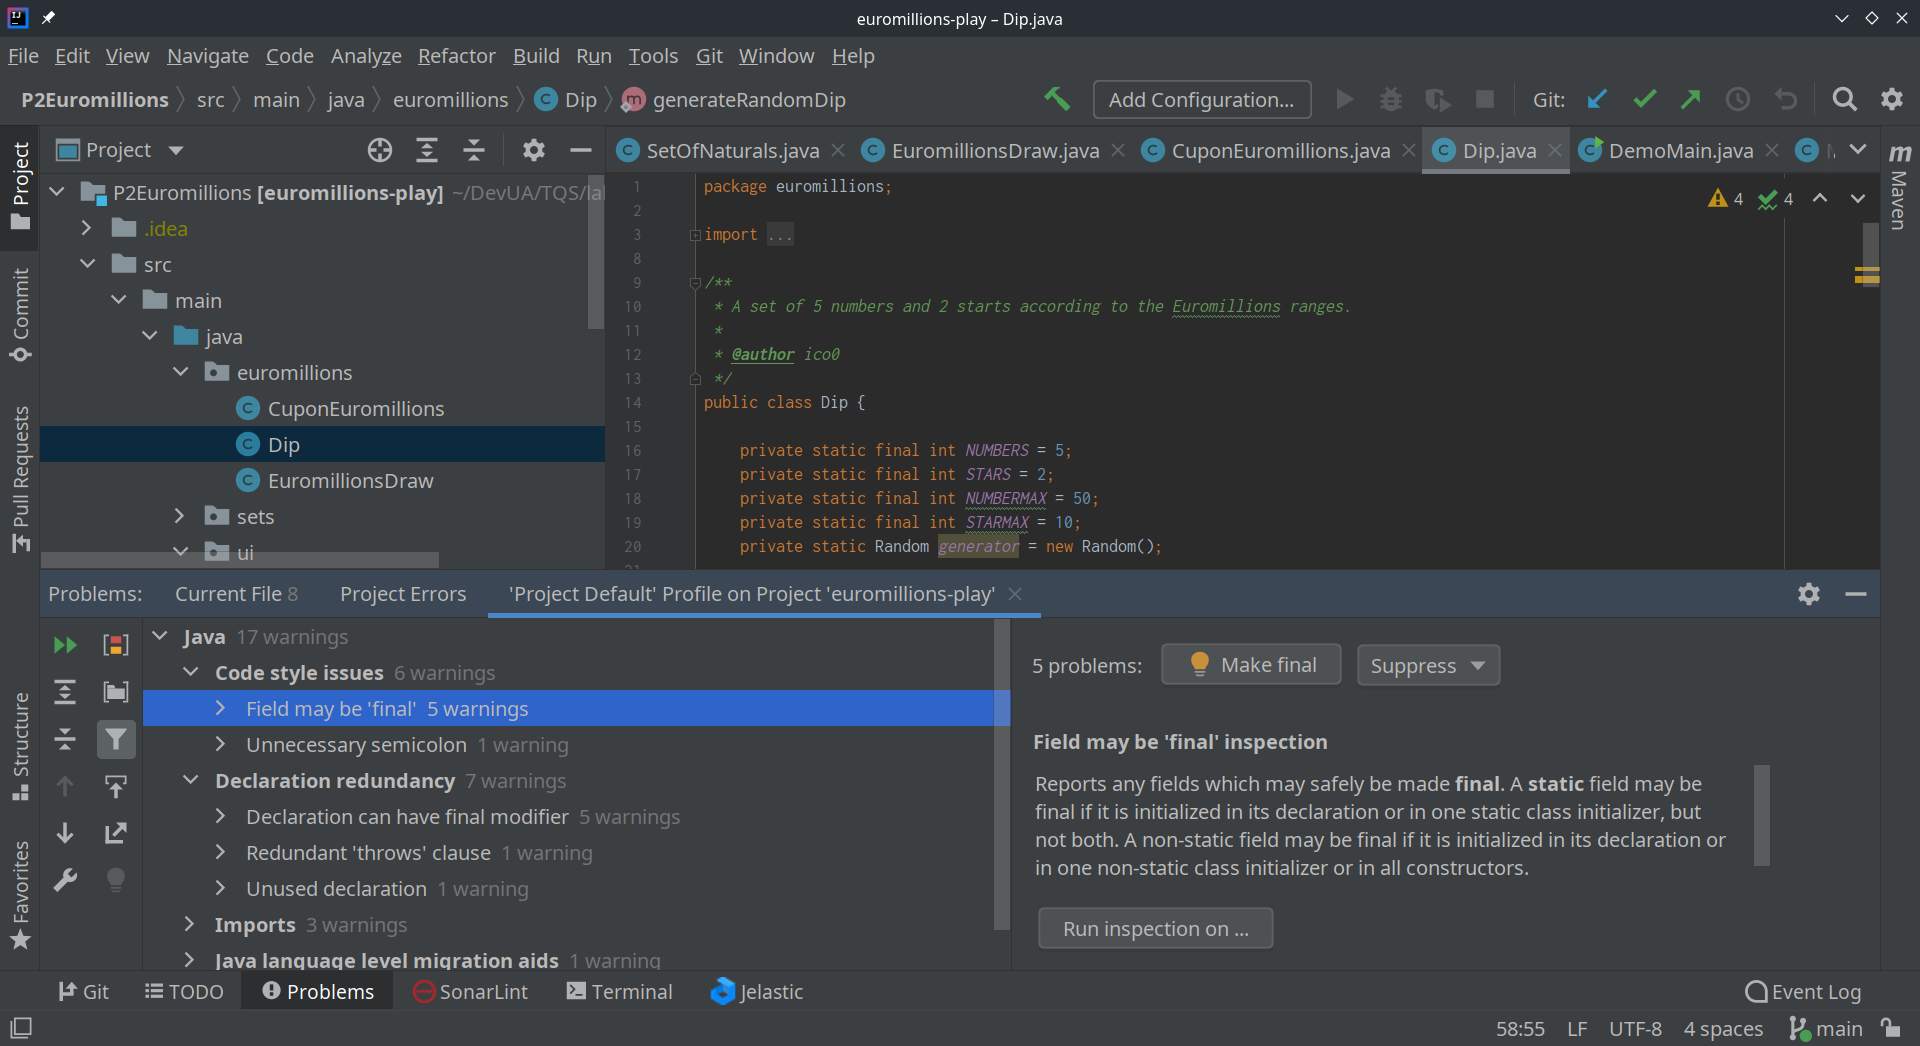 euromillions-play – Dip.java
File Edit View Navigate Code Analyze Refactor Build Run Tools Git Window Help
P2Euromillions src main java euromillions Dip generateRandomDip Add Configuration... Git:
Project
Commit
Pull Requests
Structure
Favorites
Project
P2Euromillions [euromillions-play] ~/DevUA/TQS/la
.idea
src
main
java
euromillions
CuponEuromillions
Dip
EuromillionsDraw
sets
ui
SetOfNaturals.java EuromillionsDraw.java CuponEuromillions.java Dip.java DemoMain.java
Maven
4 4
1 package euromillions;
2
3 import ...
8
9 /**
10 * A set of 5 numbers and 2 starts according to the Euromillions ranges.
11 *
12 * @author ico0
13 */
14 public class Dip {
15
16 private static final int NUMBERS = 5;
17 private static final int STARS = 2;
18 private static final int NUMBERMAX = 50;
19 private static final int STARMAX = 10;
20 private static Random generator = new Random();
Problems: Current File 8 Project Errors 'Project Default' Profile on Project 'euromillions-play'
Java 17 warnings
Code style issues 6 warnings
Field may be 'final' 5 warnings
Unnecessary semicolon 1 warning
Declaration redundancy 7 warnings
Declaration can have final modifier 5 warnings
Redundant 'throws' clause 1 warning
Unused declaration 1 warning
Imports 3 warnings
Java language level migration aids 1 warning
5 problems: Make final Suppress
Field may be 'final' inspection
Reports any fields which may safely be made final. A static field may be
final if it is initialized in its declaration or in one static class initializer, but
not both. A non-static field may be final if it is initialized in its declaration or
in one non-static class initializer or in all constructors.
Run inspection on ...
Git TODO Problems SonarLint Terminal Jelastic Event Log
58:55 LF UTF-8 4 spaces main